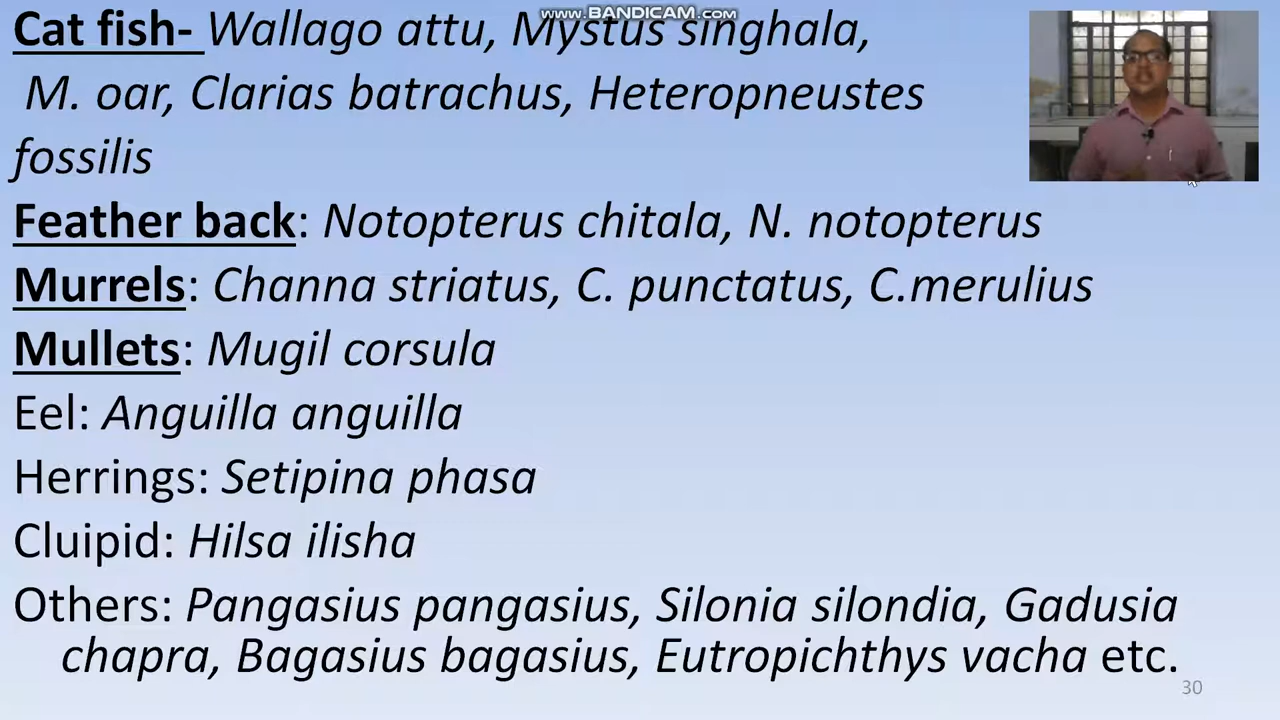 www.BANDICAM.com
Cat fish- Wallago attu, Mystus singhala,
M. oar, Clarias batrachus, Heteropneustes
fossilis
Feather back: Notopterus chitala, N. notopterus
Murrels: Channa striatus, C. punctatus, C.merulius
Mullets: Mugil corsula
Eel: Anguilla anguilla
Herrings: Setipina phasa
Cluipid: Hilsa ilisha
Others: Pangasius pangasius, Silonia silondia, Gadusia
chapra, Bagasius bagasius, Eutropichthys vacha etc.
30